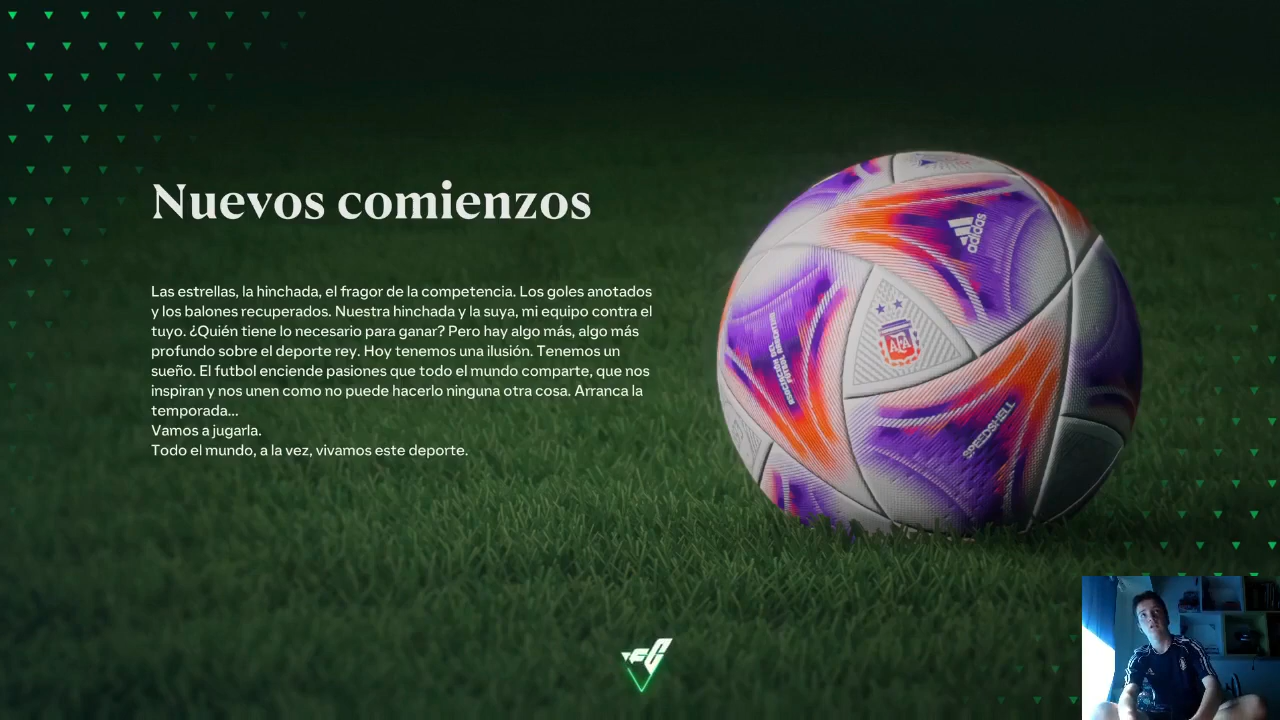 Nuevos comienzos
Las estrellas, la hinchada, el fragor de la competencia. Los goles anotados
y los balones recuperados. Nuestra hinchada y la suya, mi equipo contra el
tuyo. ¿Quién tiene lo necesario para ganar? Pero hay algo más, algo más
profundo sobre el deporte rey. Hoy tenemos una ilusión. Tenemos un
sueño. El futbol enciende pasiones que todo el mundo comparte, que nos
inspiran y nos unen como no puede hacerlo ninguna otra cosa. Arranca la
temporada...
Vamos a jugarla.
Todo el mundo, a la vez, vivamos este deporte.
adidas
AFA
SPEEDSHELL
FC